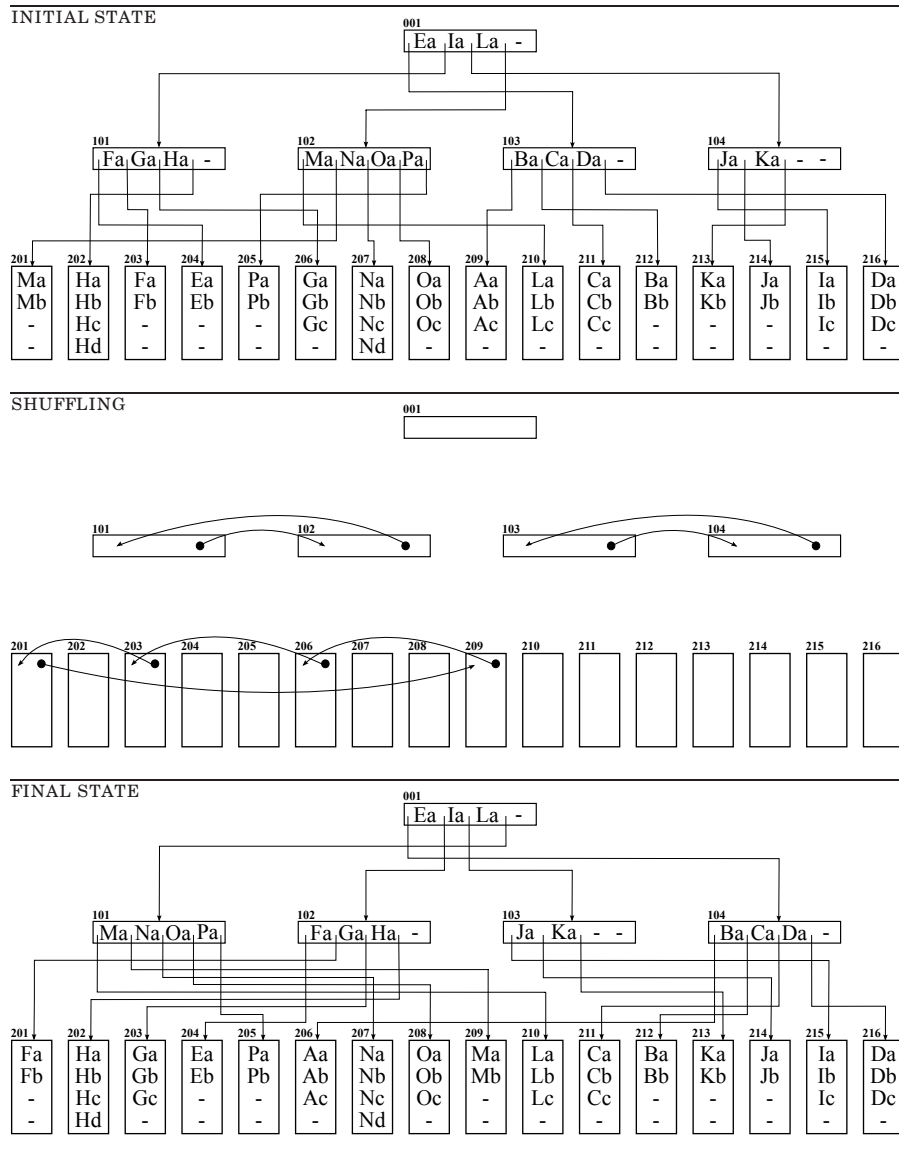 INITIAL STATE
001
Ea Ia La -
101 102 103 104
Fa Ga Ha - Ma Na Oa Pa Ba Ca Da - Ja Ka - -
201 202 203 204 205 206 207 208 209 210 211 212 213 214 215 216
Ma Ha Fa Ea Pa Ga Na Oa Aa La Ca Ba Ka Ja Ia Da
Mb Hb Fb Eb Pb Gb Nb Ob Ab Lb Cb Bb Kb Jb Ib Db
- Hc - - - Gc Nc Oc Ac Lc Cc - - - Ic Dc
- Hd - - - - Nd - - - - - - - - -
SHUFFLING
001
101 102 103 104
201 202 203 204 205 206 207 208 209 210 211 212 213 214 215 216
FINAL STATE
001
Ea Ia La -
101 102 103 104
Ma Na Oa Pa Fa Ga Ha - Ja Ka - - Ba Ca Da -
201 202 203 204 205 206 207 208 209 210 211 212 213 214 215 216
Fa Ha Ga Ea Pa Aa Na Oa Ma La Ca Ba Ka Ja Ia Da
Fb Hb Gb Eb Pb Ab Nb Ob Mb Lb Cb Bb Kb Jb Ib Db
- Hc Gc - - Ac Nc Oc - Lc Cc - - - Ic Dc
- Hd - - - - Nd - - - - - - - - -